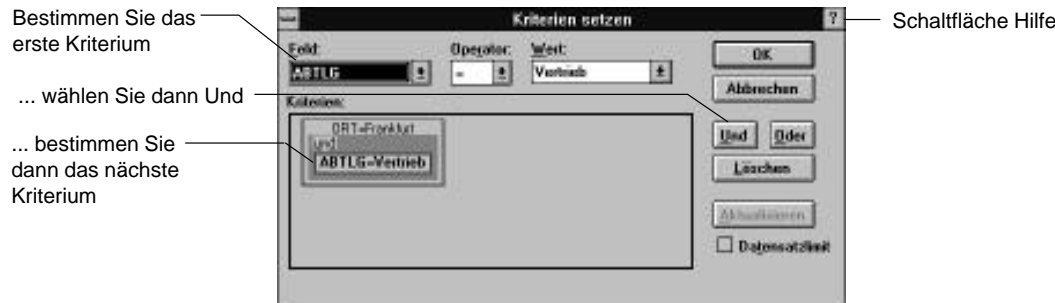 Bestimmen Sie das
erste Kriterium
... wählen Sie dann Und
... bestimmen Sie
dann das nächste
Kriterium
Kriterien setzen
?
Schaltfläche Hilfe
Feld: Operator: Wert:
ABTLG = Vertrieb
OK
Abbrechen
Kriterien:
ORT=Frankfurt
und
ABTLG=Vertrieb
Und Oder
Löschen
Aktualisieren
Datensatzlimit